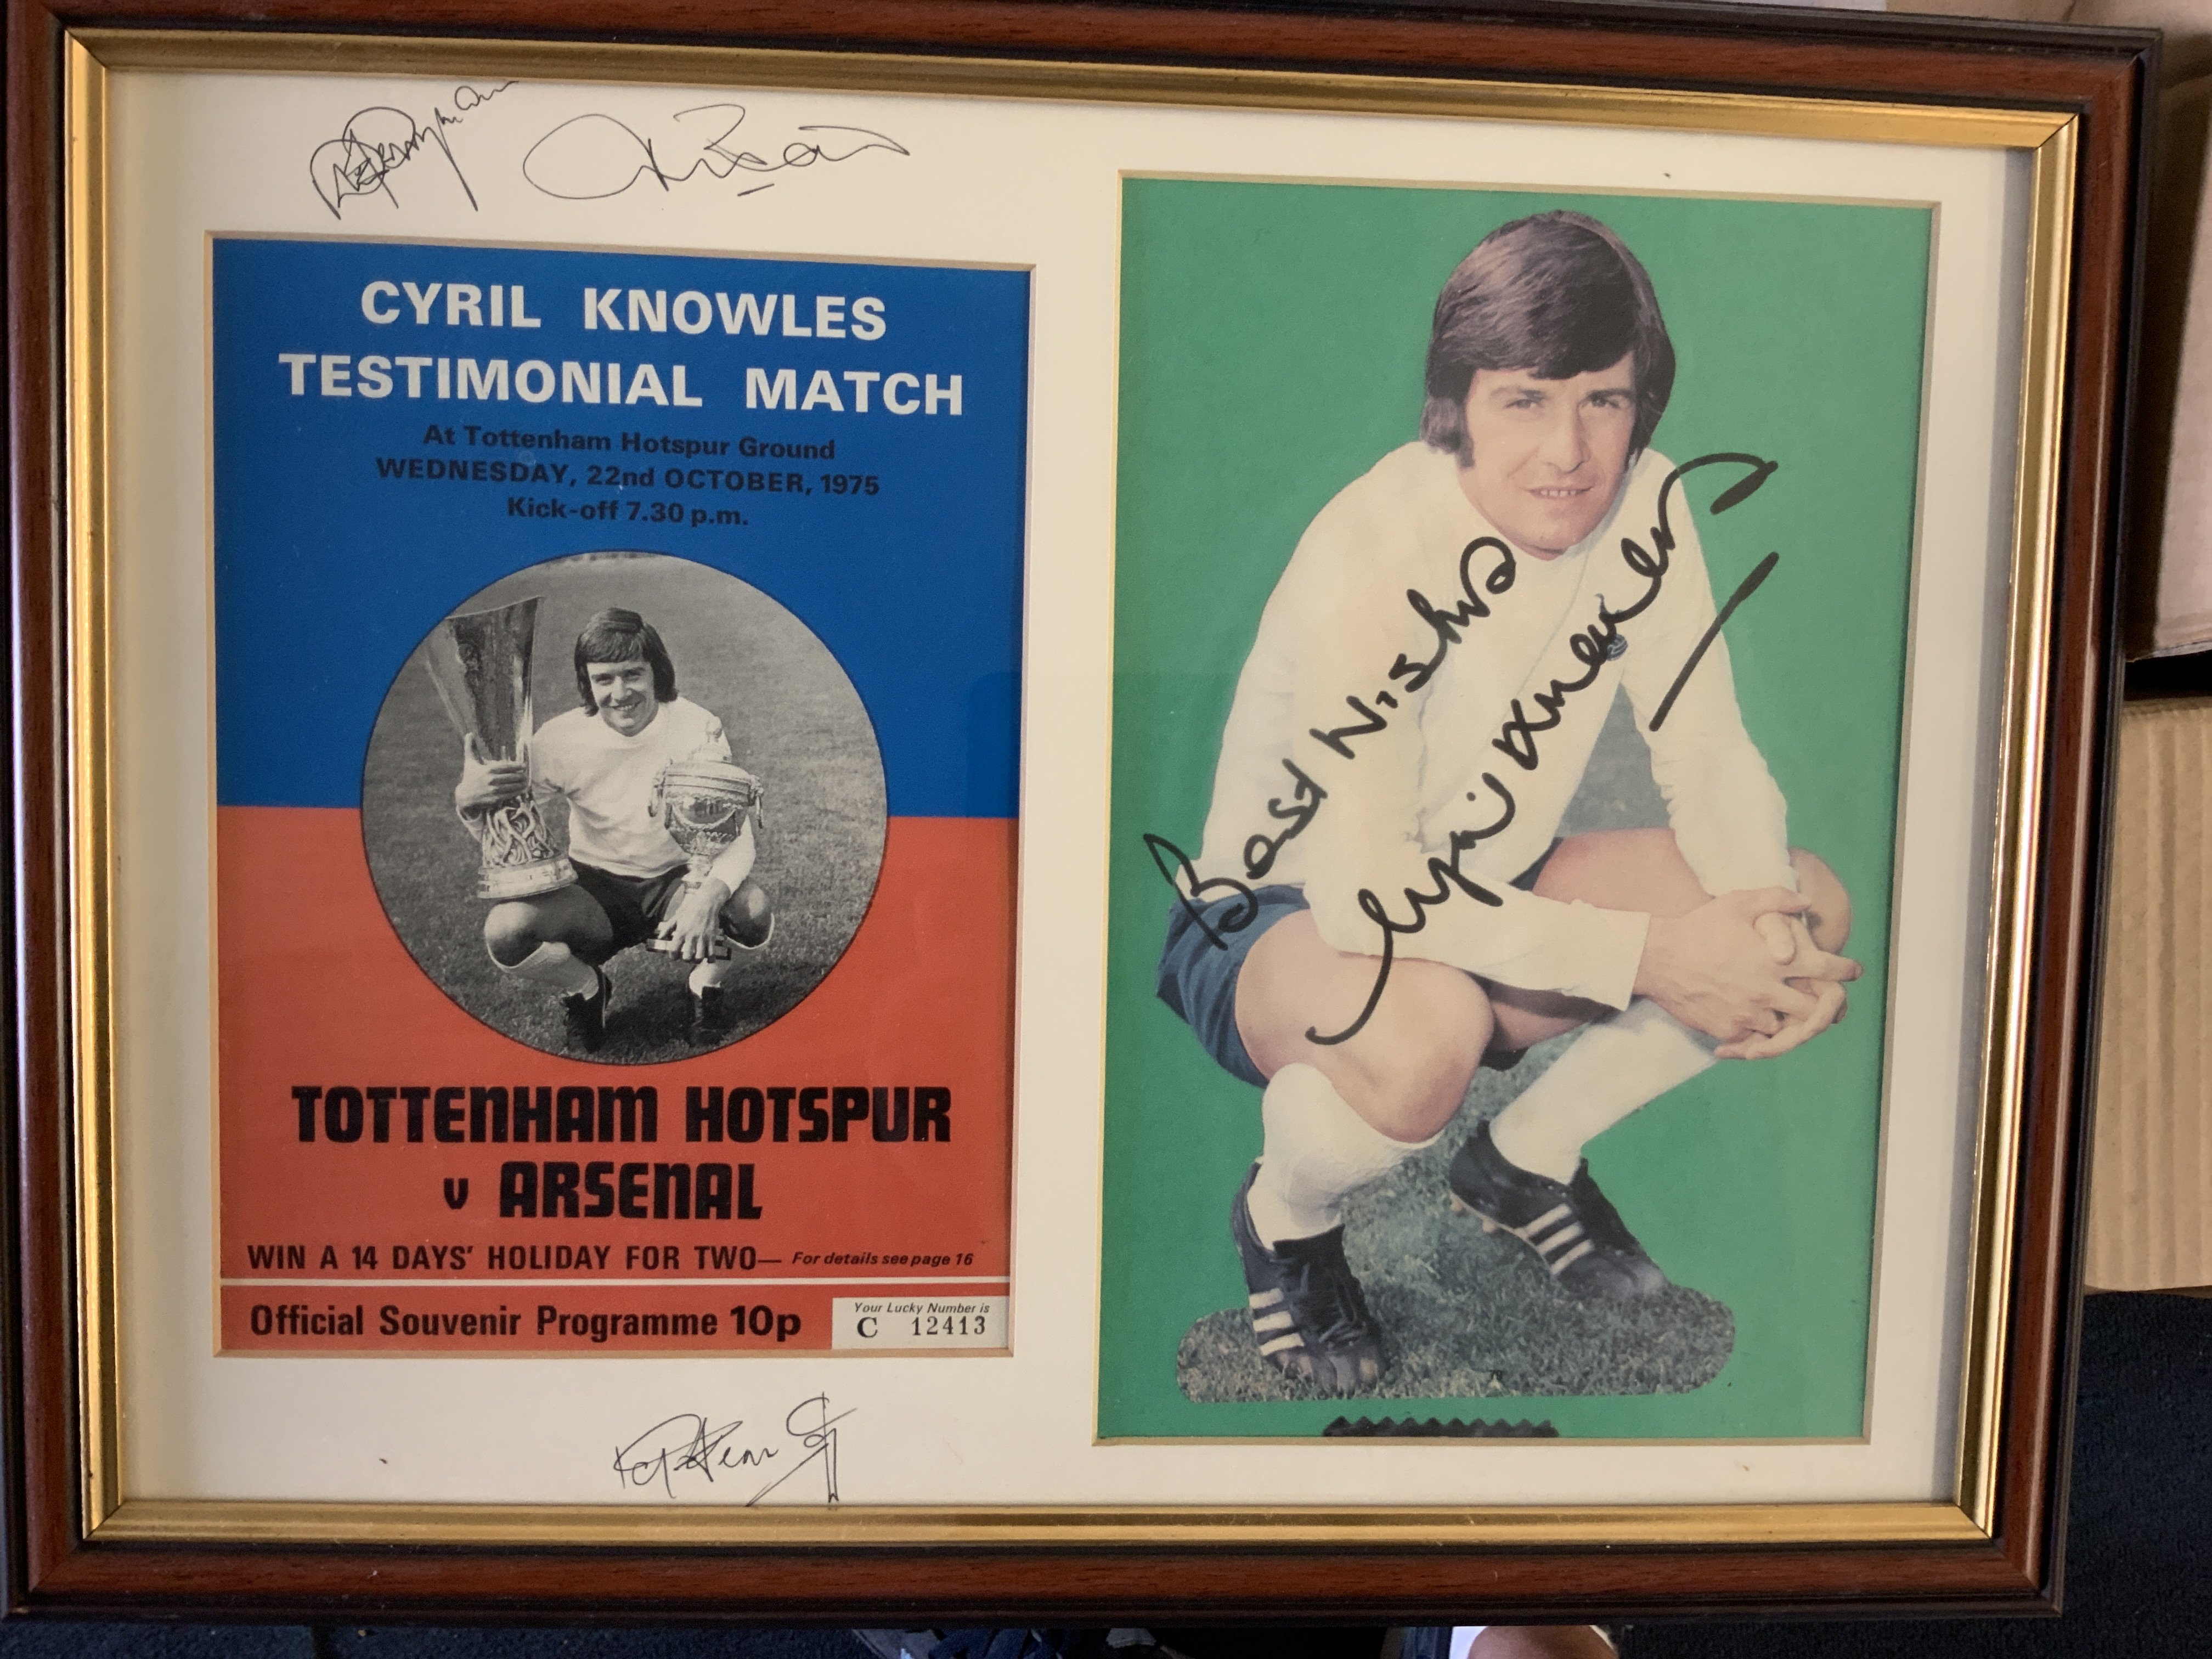 CYRIL KNOWLES
TESTIMONIAL MATCH
At Tottenham Hotspur Ground
WEDNESDAY, 22nd OCTOBER, 1975
Kick-off 7.30 p.m.
TOTTENHAM HOTSPUR
v ARSENAL
WIN A 14 DAYS' HOLIDAY FOR TWO— For details see page 16
Official Souvenir Programme 10p
Your Lucky Number is
C 12413
Best Wishes
Cyril Knowles